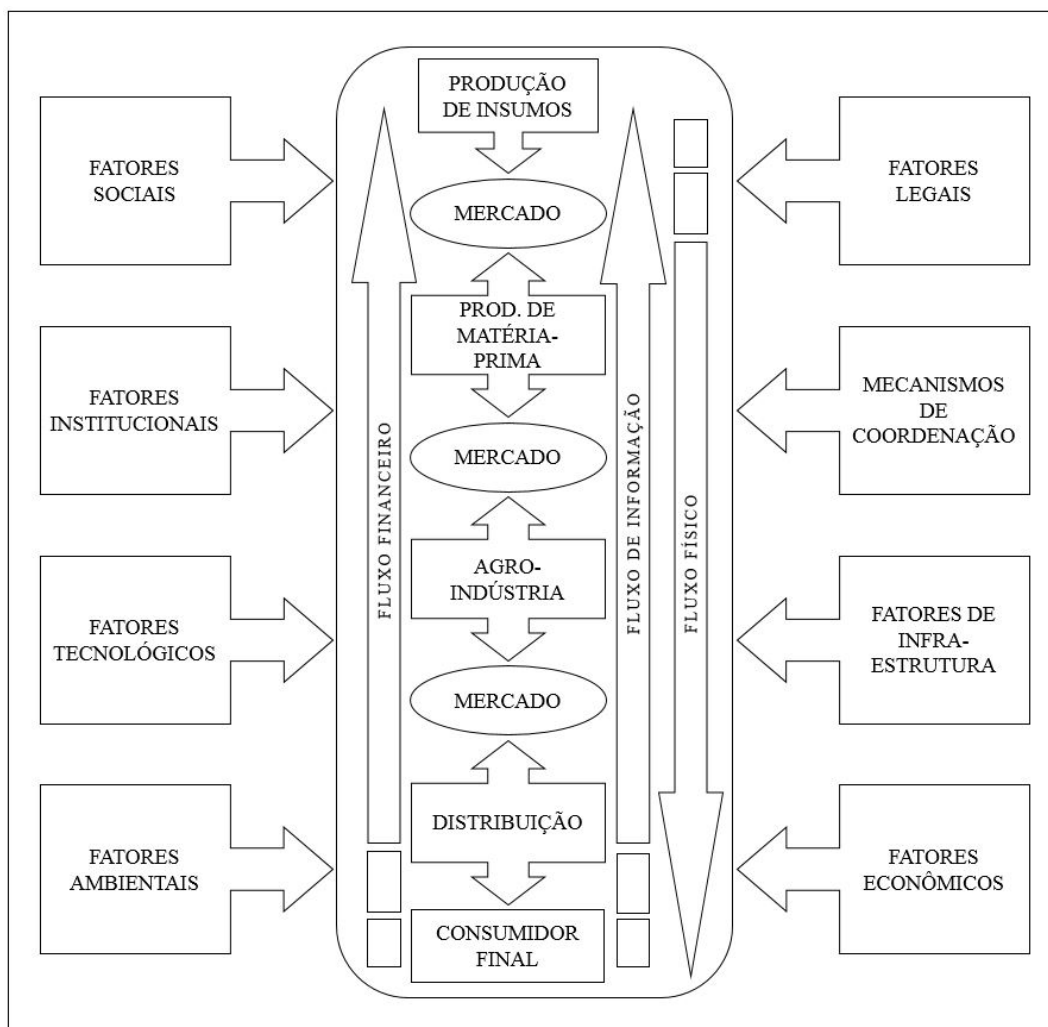 PRODUÇÃO
DE INSUMOS
FATORES
SOCIAIS
MERCADO
FATORES
LEGAIS
PROD. DE
MATÉRIA-
PRIMA
FATORES
INSTITUCIONAIS
MERCADO
MECANISMOS
DE
COORDENAÇÃO
FLUXO FINANCEIRO
FLUXO DE INFORMAÇÃO
FLUXO FÍSICO
AGRO-
INDÚSTRIA
FATORES
TECNOLÓGICOS
MERCADO
FATORES DE
INFRA-
ESTRUTURA
DISTRIBUIÇÃO
FATORES
AMBIENTAIS
CONSUMIDOR
FINAL
FATORES
ECONÔMICOS